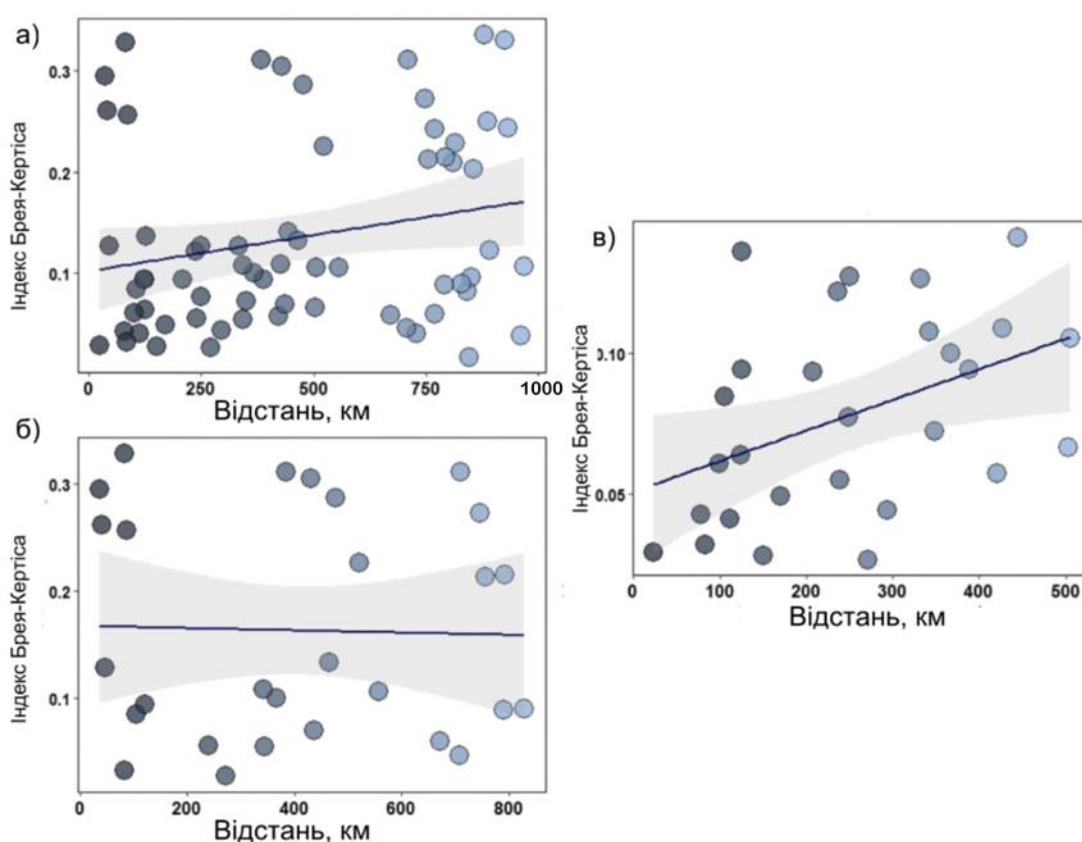 а)
Індекс Брея-Кертіса
0.3
0.2
0.1
0 250 500 750 1000
Відстань, км
б)
Індекс Брея-Кертіса
0.3
0.2
0.1
0 200 400 600 800
Відстань, км
в)
Індекс Брея-Кертіса
0.10
0.05
100 200 300 400 500
Відстань, км